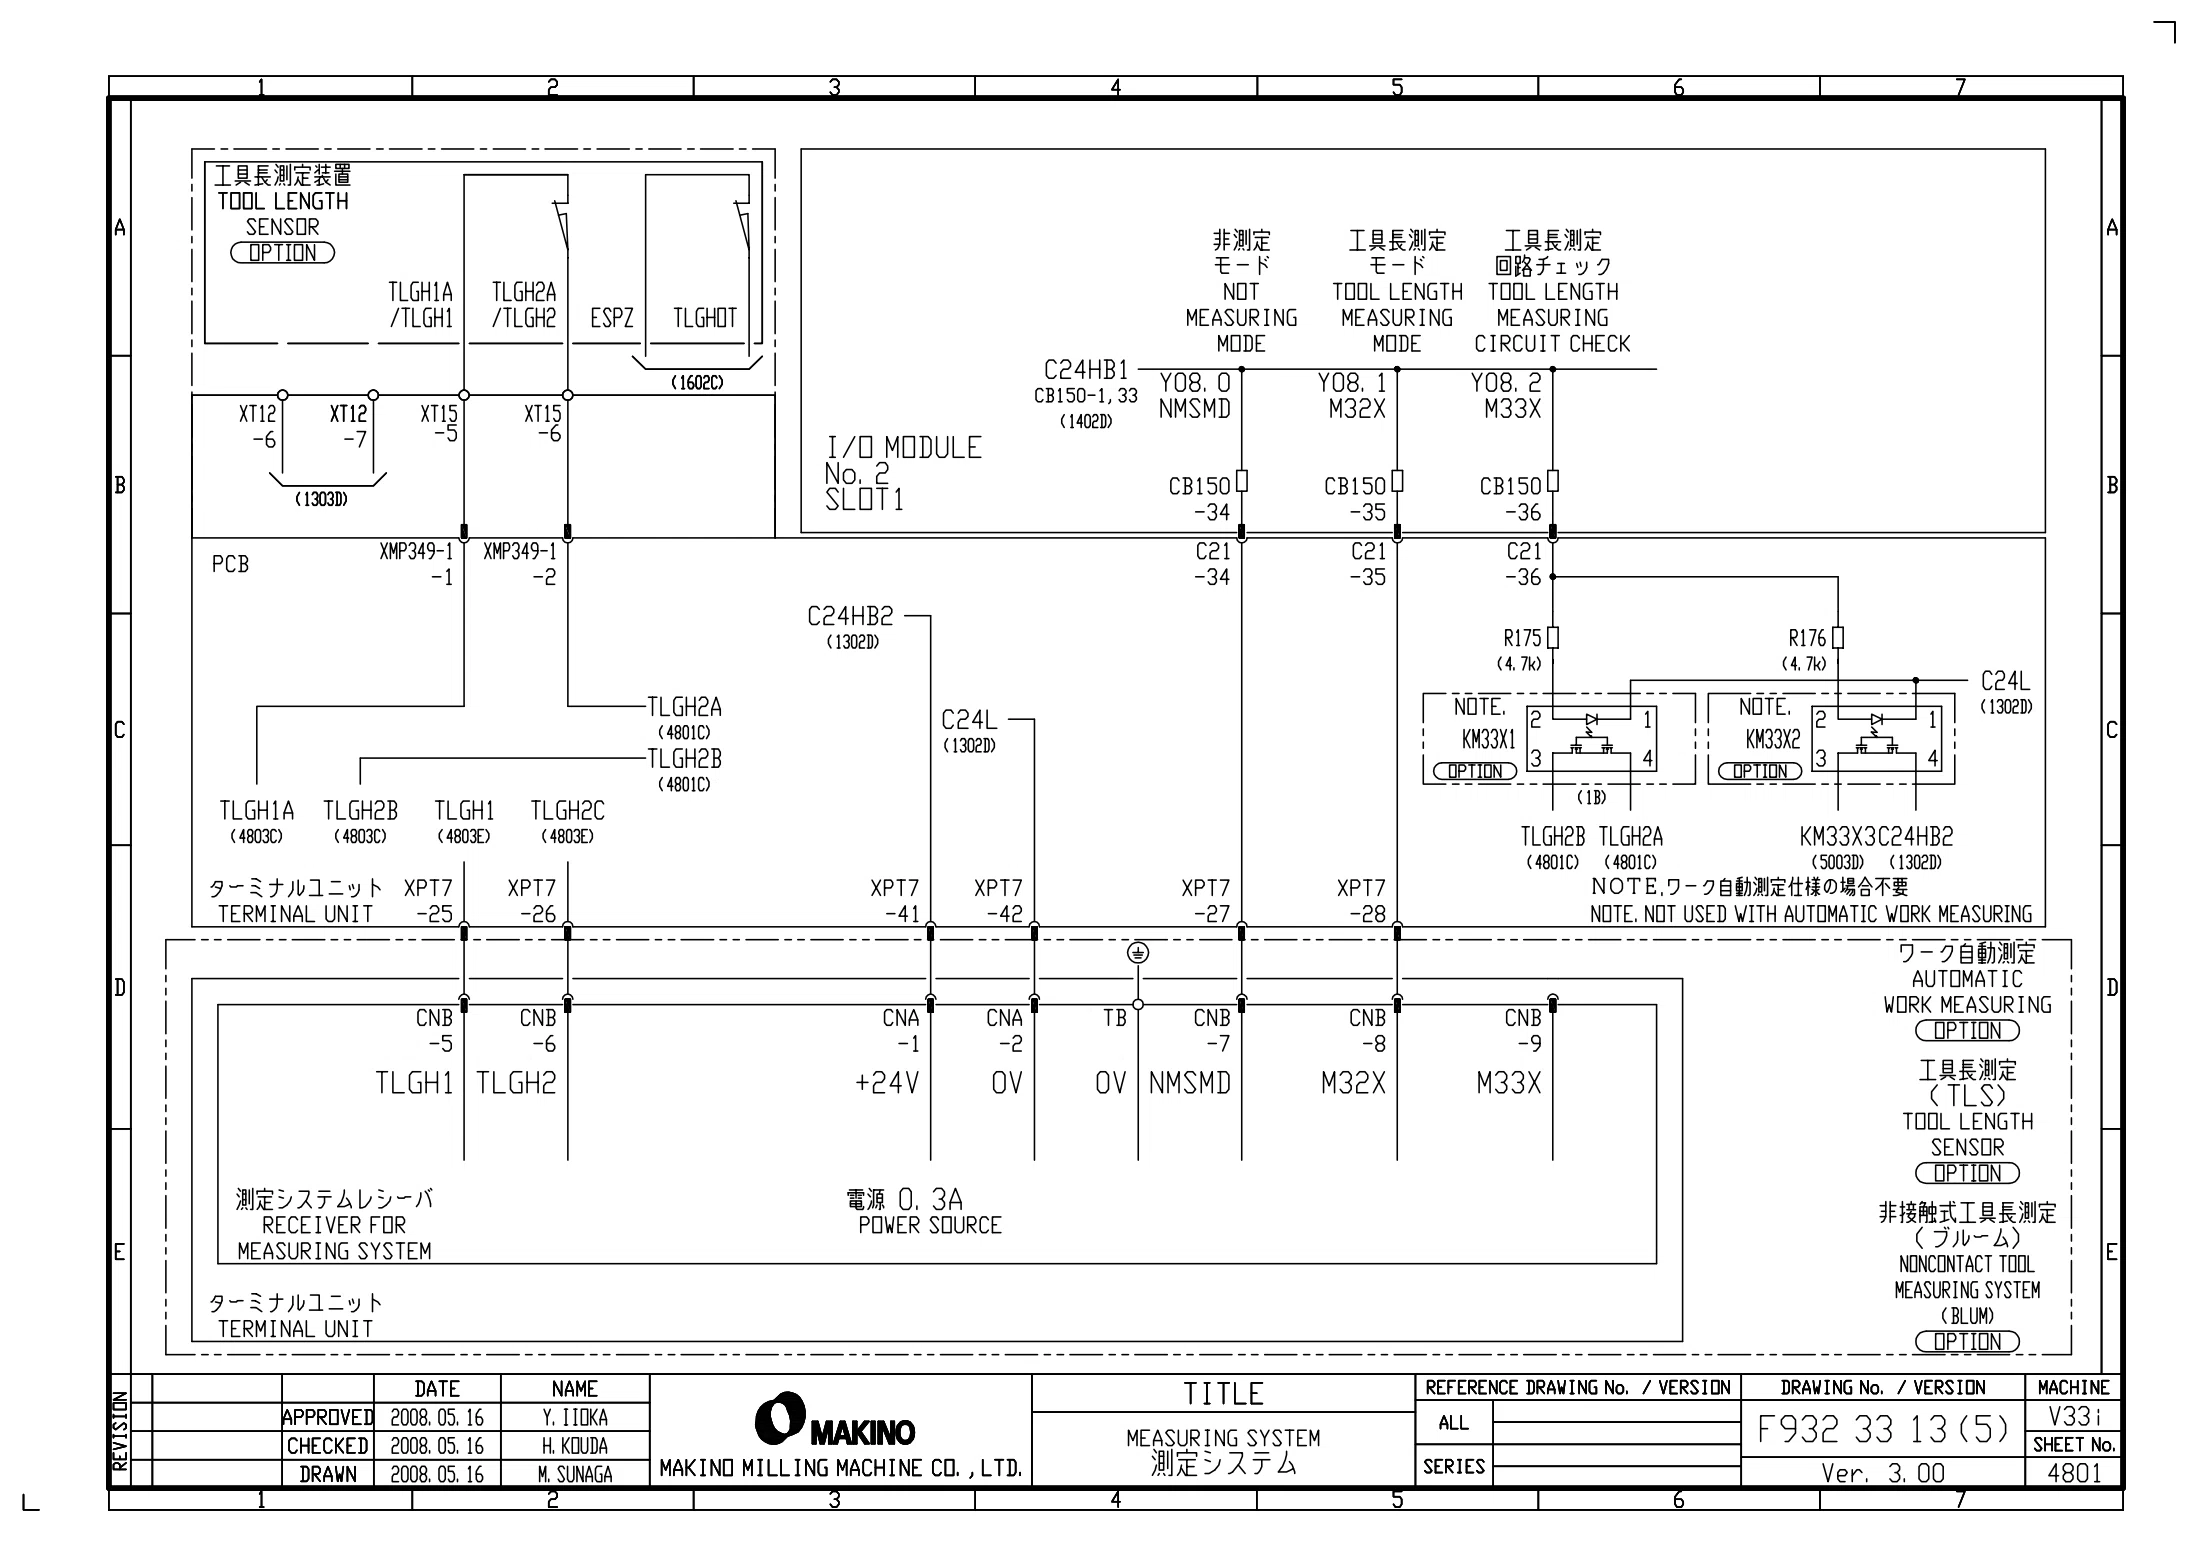 1 2 3 4 5 6 7
A
B
C
D
E
工具長測定装置
TOOL LENGTH
SENSOR
OPTION
TLGH1A
/TLGH1
TLGH2A
/TLGH2
ESPZ
TLGHOT
(1602C)
XT12
-6
XT12
-7
XT15
-5
XT15
-6
(1303D)
非測定
モード
NOT
MEASURING
MODE
工具長測定
モード
TOOL LENGTH
MEASURING
MODE
工具長測定
回路チェック
TOOL LENGTH
MEASURING
CIRCUIT CHECK
C24HB1
CB150-1,33
(1402D)
Y08.0
NMSMD
Y08.1
M32X
Y08.2
M33X
I/O MODULE
No.2
SLOT1
CB150
-34
CB150
-35
CB150
-36
PCB
XMP349-1
-1
XMP349-1
-2
C21
-34
C21
-35
C21
-36
C24HB2
(1302D)
C24L
(1302D)
R175
(4.7k)
R176
(4.7k)
C24L
(1302D)
TLGH2A
(4801C)
TLGH2B
(4801C)
NOTE.
KM33X1
OPTION
2 1
3 4
(1B)
NOTE.
KM33X2
OPTION
2 1
3 4
TLGH1A
(4803C)
TLGH2B
(4803C)
TLGH1
(4803E)
TLGH2C
(4803E)
TLGH2B
(4801C)
TLGH2A
(4801C)
KM33X3
(5003D)
C24HB2
(1302D)
NOTE.ワーク自動測定仕様の場合不要
NOTE. NOT USED WITH AUTOMATIC WORK MEASURING
ターミナルユニット
TERMINAL UNIT
XPT7
-25
XPT7
-26
XPT7
-41
XPT7
-42
XPT7
-27
XPT7
-28
CNB
-5
TLGH1
CNB
-6
TLGH2
CNA
-1
+24V
CNA
-2
0V
TB
0V
CNB
-7
NMSMD
CNB
-8
M32X
CNB
-9
M33X
測定システムレシーバ
RECEIVER FOR
MEASURING SYSTEM
電源 0.3A
POWER SOURCE
ターミナルユニット
TERMINAL UNIT
ワーク自動測定
AUTOMATIC
WORK MEASURING
OPTION
工具長測定
(TLS)
TOOL LENGTH
SENSOR
OPTION
非接触式工具長測定
(ブルーム)
NONCONTACT TOOL
MEASURING SYSTEM
(BLUM)
OPTION
A
B
C
D
E
REVISION
DATE NAME
APPROVED 2008.05.16 Y.IIOKA
CHECKED 2008.05.16 H.KOUDA
DRAWN 2008.05.16 M.SUNAGA
MAKINO
MAKINO MILLING MACHINE CO.,LTD.
TITLE
MEASURING SYSTEM
測定システム
REFERENCE DRAWING No. / VERSION
ALL
SERIES
DRAWING No. / VERSION
F932 33 13(5)
Ver. 3.00
MACHINE
V33i
SHEET No.
4801
1 2 3 4 5 6 7